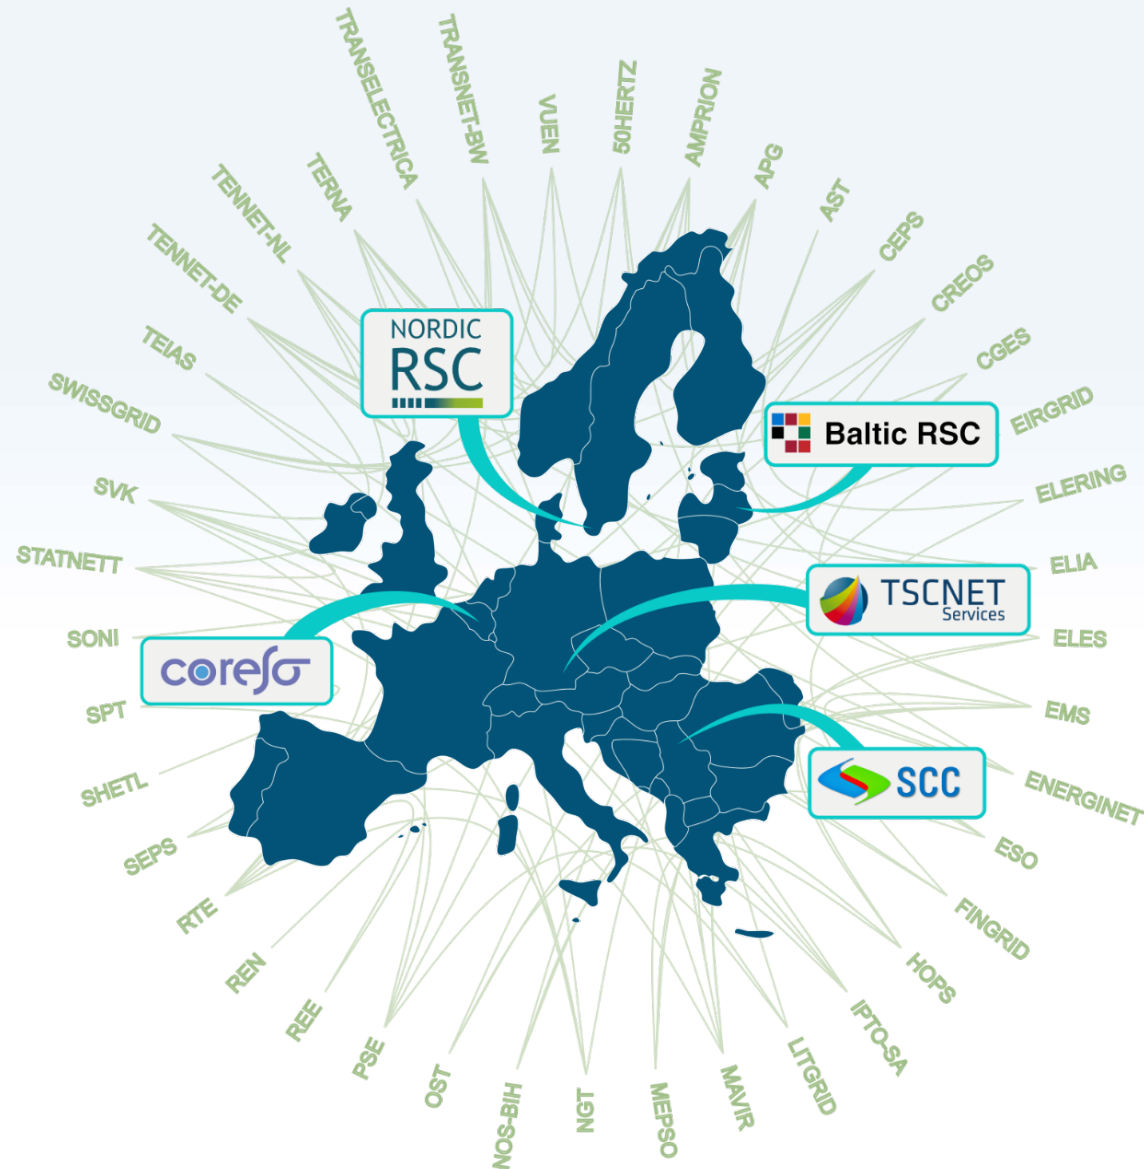 TRANSELECTRICA
TRANSNET-BW
VUEN
50HERTZ
AMPRION
APG
AST
CEPS
CREOS
CGES
EIRGRID
ELERING
ELIA
ELES
EMS
ENERGINET
ESO
FINGRID
HOPS
IPTO-SA
LITGRID
MAVIR
MEPSO
NGT
NOS-BIH
OST
PSE
REE
REN
RTE
SEPS
SHETL
SPT
SONI
STATNETT
SVK
SWISSGRID
TEIAS
TENNET-DE
TENNET-NL
TERNA
NORDIC
RSC
Baltic RSC
TSCNET
Services
coreso
SCC